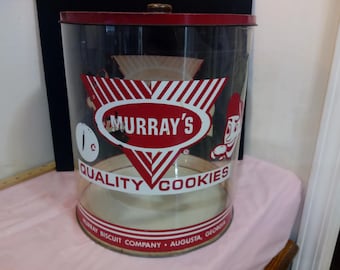 MURRAY'S
®
1 ¢
QUALITY COOKIES
MURRAY BISCUIT COMPANY • AUGUSTA, GEORGIA